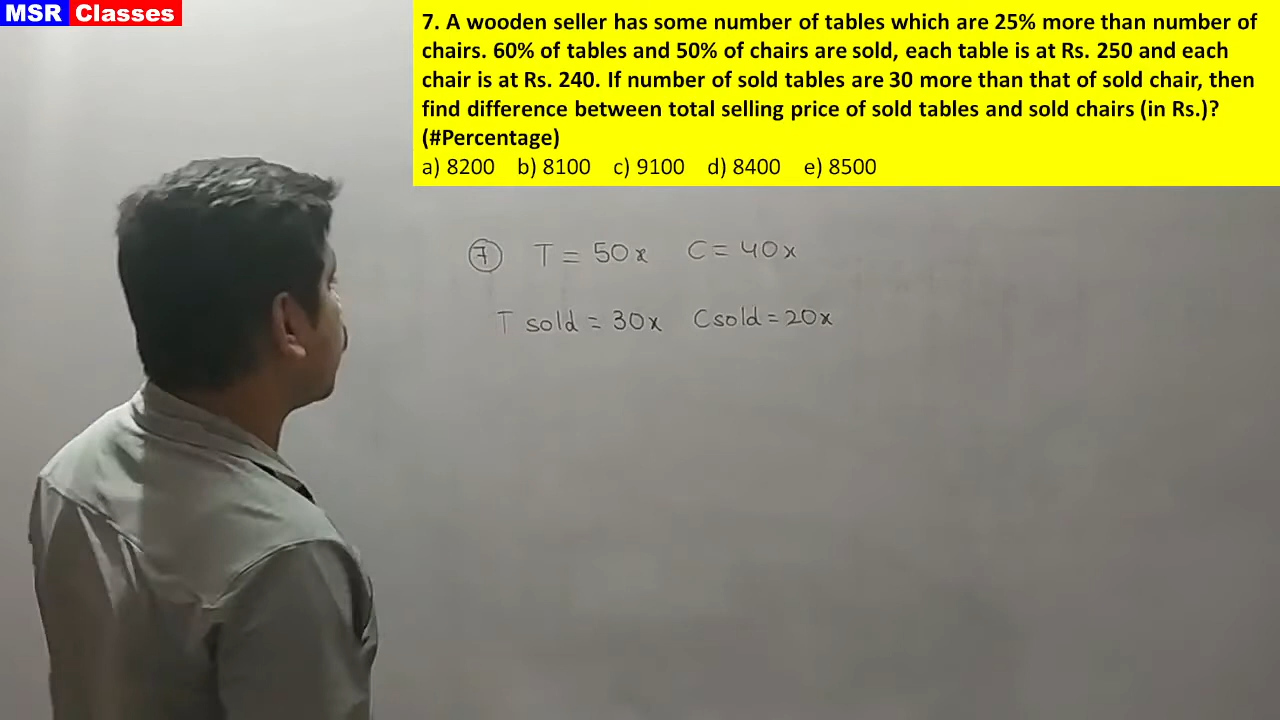 MSR Classes
7. A wooden seller has some number of tables which are 25% more than number of
chairs. 60% of tables and 50% of chairs are sold, each table is at Rs. 250 and each
chair is at Rs. 240. If number of sold tables are 30 more than that of sold chair, then
find difference between total selling price of sold tables and sold chairs (in Rs.)?
(#Percentage)
a) 8200 b) 8100 c) 9100 d) 8400 e) 8500
7 T = 50x C = 40x
T sold = 30x C sold = 20x